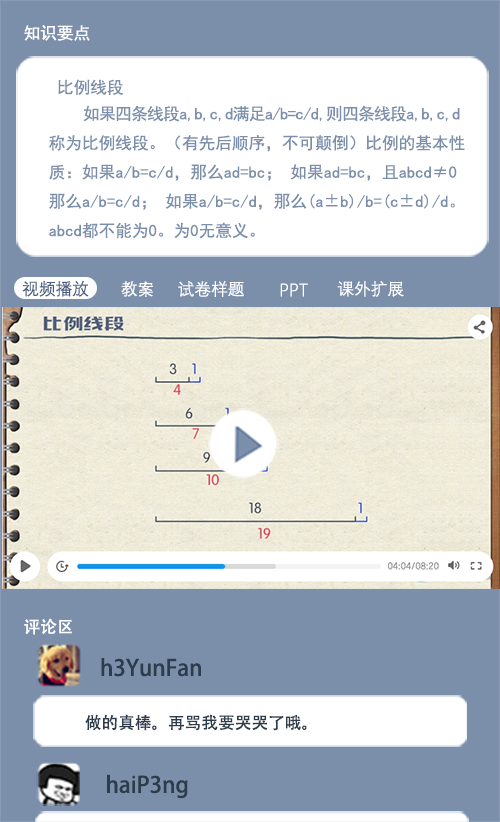 知识要点
比例线段
如果四条线段a,b,c,d满足a/b=c/d,则四条线段a,b,c,d
称为比例线段。（有先后顺序，不可颠倒）比例的基本性
质：如果a/b=c/d，那么ad=bc； 如果ad=bc，且abcd≠0
那么a/b=c/d； 如果a/b=c/d，那么(a±b)/b=(c±d)/d。
abcd都不能为0。为0无意义。
视频播放 教案 试卷样题 PPT 课外扩展
比例线段
3 1
4
6 1
7
9
10
18 1
19
04:04/08:20
评论区
h3YunFan
做的真棒。再骂我要哭哭了哦。
haiP3ng